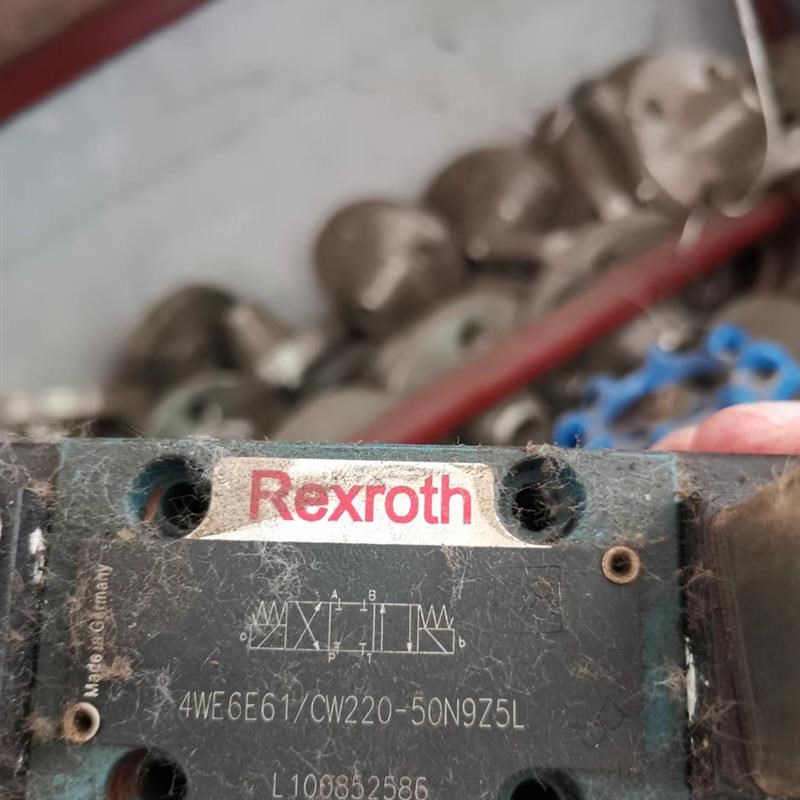 Rexroth
A B
a b
P T
Made in Germany
4WE6E61/CW220-50N9Z5L
L100852586